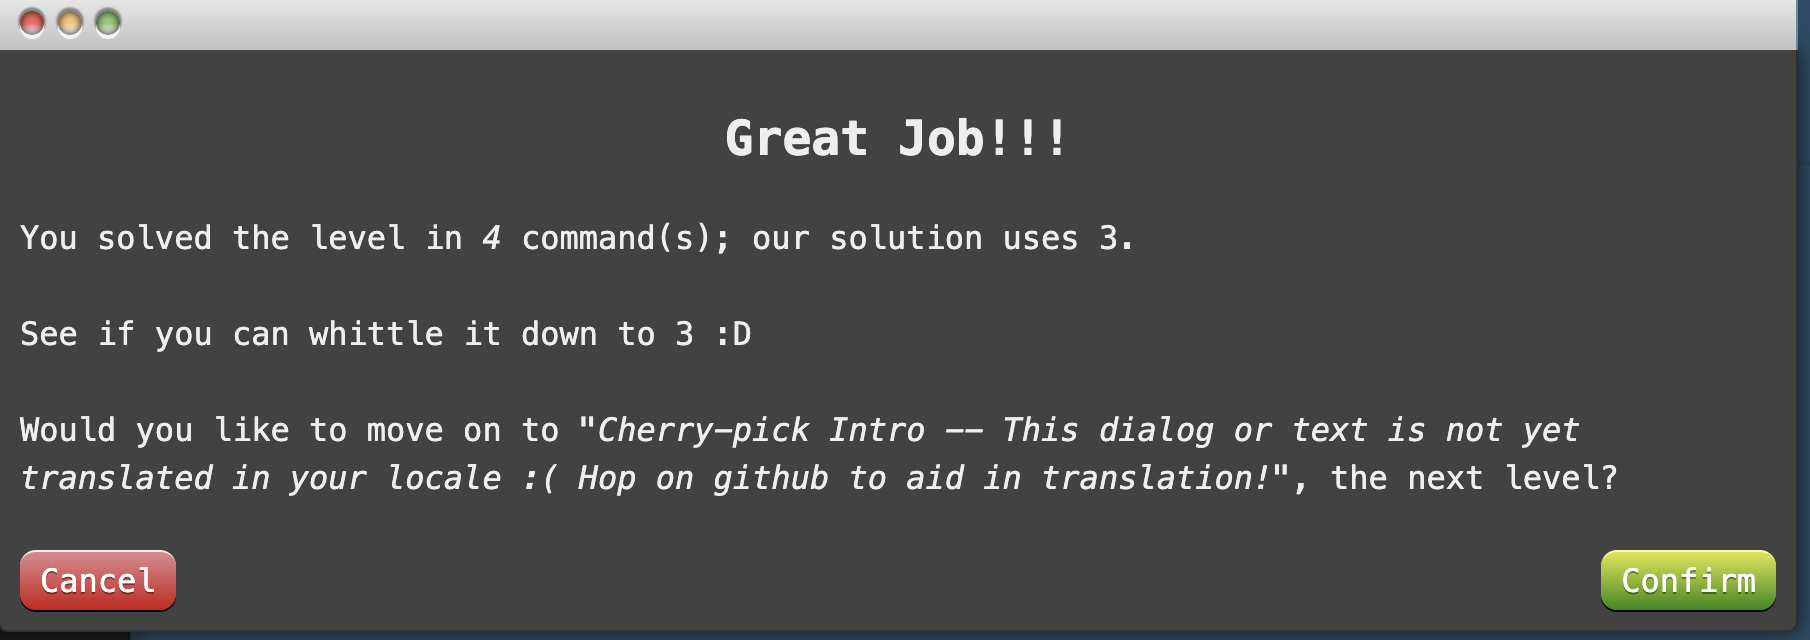 Great Job!!!
You solved the level in 4 command(s); our solution uses 3.
See if you can whittle it down to 3 :D
Would you like to move on to "Cherry-pick Intro -- This dialog or text is not yet
translated in your locale :( Hop on github to aid in translation!", the next level?
Cancel
Confirm